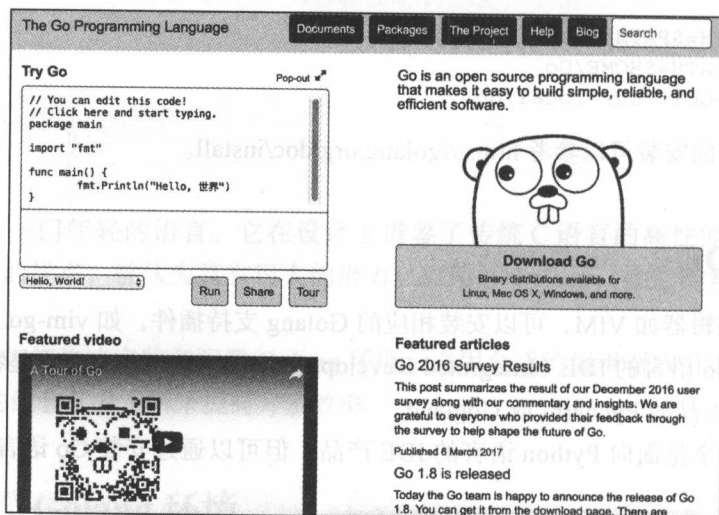 The Go Programming Language
Documents
Packages
The Project
Help
Blog
Search
Try Go
Pop-out
// You can edit this code!
// Click here and start typing.
package main
import "fmt"
func main() {
fmt.Println("Hello, 世界")
}
Hello, World!
Run
Share
Tour
Go is an open source programming language
that makes it easy to build simple, reliable, and
efficient software.
Download Go
Binary distributions available for
Linux, Mac OS X, Windows, and more.
Featured video
A Tour of Go
Featured articles
Go 2016 Survey Results
This post summarizes the result of our December 2016 user
survey along with our commentary and insights. We are
grateful to everyone who provided their feedback through
the survey to help shape the future of Go.
Published 6 March 2017
Go 1.8 is released
Today the Go team is happy to announce the release of Go
1.8. You can get it from the download page. There are